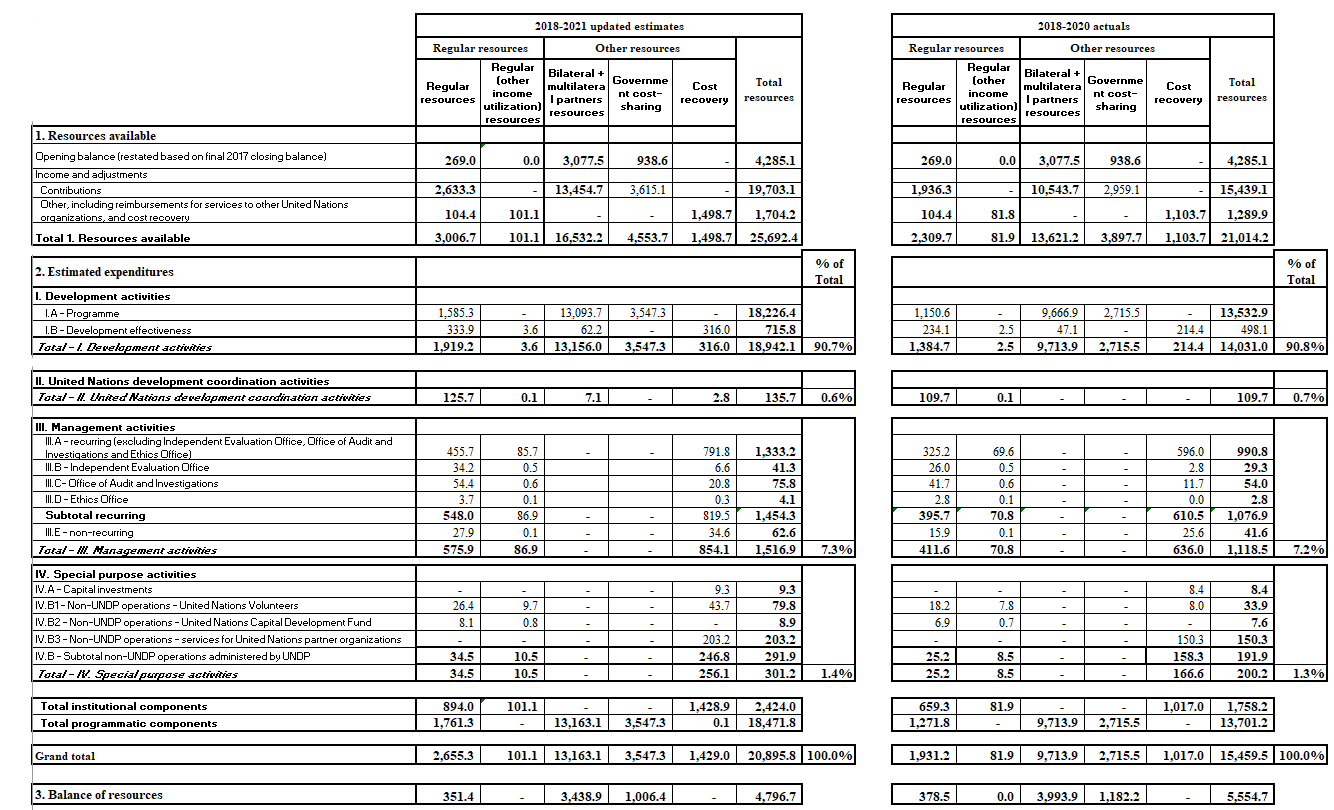 2018-2021 updated estimates 2018-2020 actuals
Regular resources Other resources Regular resources Other resources
Regular resources Regular (other income utilization) resources Bilateral + multilatera l partners resources Governme nt cost-sharing Cost recovery Total resources Regular resources Regular (other income utilization) resources Bilateral + multilatera l partners resources Governme nt cost-sharing Cost recovery Total resources
1. Resources available
Opening balance (restated based on final 2017 closing balance) 269.0 0.0 3,077.5 938.6 - 4,285.1 269.0 0.0 3,077.5 938.6 - 4,285.1
Income and adjustments
Contributions 2,633.3 - 13,454.7 3,615.1 - 19,703.1 1,936.3 - 10,543.7 2,959.1 - 15,439.1
Other, including reimbursements for services to other United Nations
organizations, and cost recovery 104.4 101.1 - - 1,498.7 1,704.2 104.4 81.8 - - 1,103.7 1,289.9
Total 1. Resources available 3,006.7 101.1 16,532.2 4,553.7 1,498.7 25,692.4 2,309.7 81.9 13,621.2 3,897.7 1,103.7 21,014.2
2. Estimated expenditures % of Total % of Total
I. Development activities
I.A - Programme 1,585.3 - 13,093.7 3,547.3 - 18,226.4 1,150.6 - 9,666.9 2,715.5 - 13,532.9
I.B - Development effectiveness 333.9 3.6 62.2 - 316.0 715.8 234.1 2.5 47.1 - 214.4 498.1
Total - I. Development activities 1,919.2 3.6 13,156.0 3,547.3 316.0 18,942.1 90.7% 1,384.7 2.5 9,713.9 2,715.5 214.4 14,031.0 90.8%
II. United Nations development coordination activities
Total - II. United Nations development coordination activities 125.7 0.1 7.1 - 2.8 135.7 0.6% 109.7 0.1 - - - 109.7 0.7%
III. Management activities
III.A - recurring (excluding Independent Evaluation Office, Office of Audit and
Investigations and Ethics Office) 455.7 85.7 - - 791.8 1,333.2 325.2 69.6 - - 596.0 990.8
III.B - Independent Evaluation Office 34.2 0.5 6.6 41.3 26.0 0.5 - - 2.8 29.3
III.C- Office of Audit and Investigations 54.4 0.6 20.8 75.8 41.7 0.6 - - 11.7 54.0
III.D - Ethics Office 3.7 0.1 0.3 4.1 2.8 0.1 - - 0.0 2.8
Subtotal recurring 548.0 86.9 - - 819.5 1,454.3 395.7 70.8 - - 610.5 1,076.9
III.E - non-recurring 27.9 0.1 - - 34.6 62.6 15.9 0.1 - - 25.6 41.6
Total - III. Management activities 575.9 86.9 - - 854.1 1,516.9 7.3% 411.6 70.8 - - 636.0 1,118.5 7.2%
IV. Special purpose activities
IV.A - Capital investments - - - - 9.3 9.3 - - - - 8.4 8.4
IV.B1 - Non-UNDP operations - United Nations Volunteers 26.4 9.7 - - 43.7 79.8 18.2 7.8 - - 8.0 33.9
IV.B2 - Non-UNDP operations - United Nations Capital Development Fund 8.1 0.8 - - - 8.9 6.9 0.7 - - - 7.6
IV.B3 - Non-UNDP operations - services for United Nations partner organizations - - - - 203.2 203.2 - - - - 150.3 150.3
IV.B - Subtotal non-UNDP operations administered by UNDP 34.5 10.5 - - 246.8 291.9 25.2 8.5 - - 158.3 191.9
Total - IV. Special purpose activities 34.5 10.5 - - 256.1 301.2 1.4% 25.2 8.5 - - 166.6 200.2 1.3%
Total institutional components 894.0 101.1 - - 1,428.9 2,424.0 659.3 81.9 - - 1,017.0 1,758.2
Total programmatic components 1,761.3 - 13,163.1 3,547.3 0.1 18,471.8 1,271.8 - 9,713.9 2,715.5 - 13,701.2
Grand total 2,655.3 101.1 13,163.1 3,547.3 1,429.0 20,895.8 100.0% 1,931.2 81.9 9,713.9 2,715.5 1,017.0 15,459.5 100.0%
3. Balance of resources 351.4 - 3,438.9 1,006.4 - 4,796.7 378.5 0.0 3,993.9 1,182.2 - 5,554.7